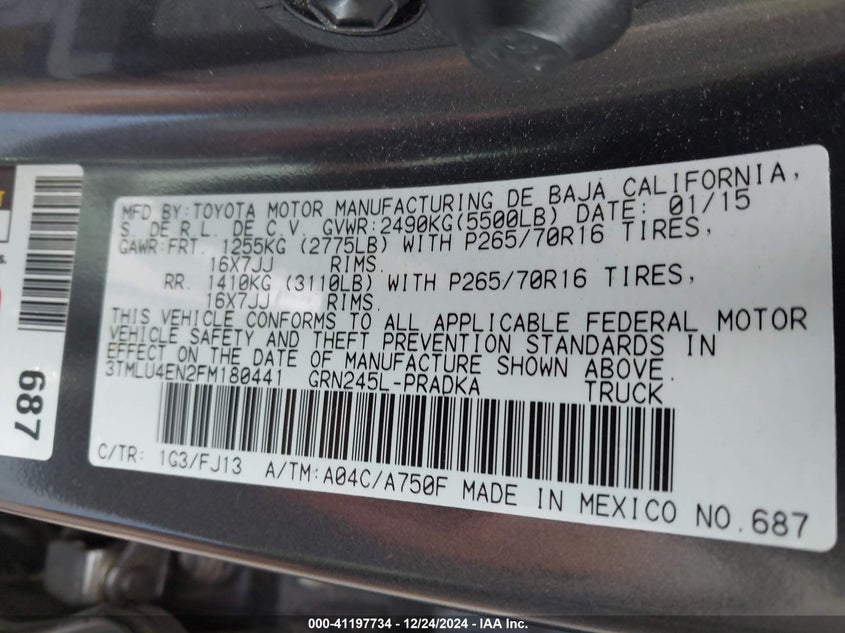 MFD BY:TOYOTA MOTOR MANUFACTURING DE BAJA CALIFORNIA,
S. DE R.L. DE C.V. GVWR:2490KG(5500LB) DATE: 01/15
GAWR:FRT. 1255KG (2775LB) WITH P265/70R16 TIRES,
16X7JJ RIMS.
RR. 1410KG (3110LB) WITH P265/70R16 TIRES,
16X7JJ RIMS.
THIS VEHICLE CONFORMS TO ALL APPLICABLE FEDERAL MOTOR
VEHICLE SAFETY AND THEFT PREVENTION STANDARDS IN
EFFECT ON THE DATE OF MANUFACTURE SHOWN ABOVE.
3TMLU4EN2FM180441 GRN245L-PRADKA TRUCK
C/TR: 1G3/FJ13 A/TM:A04C/A750F MADE IN MEXICO NO.687
687
687
000-41197734 - 12/24/2024 - IAA Inc.